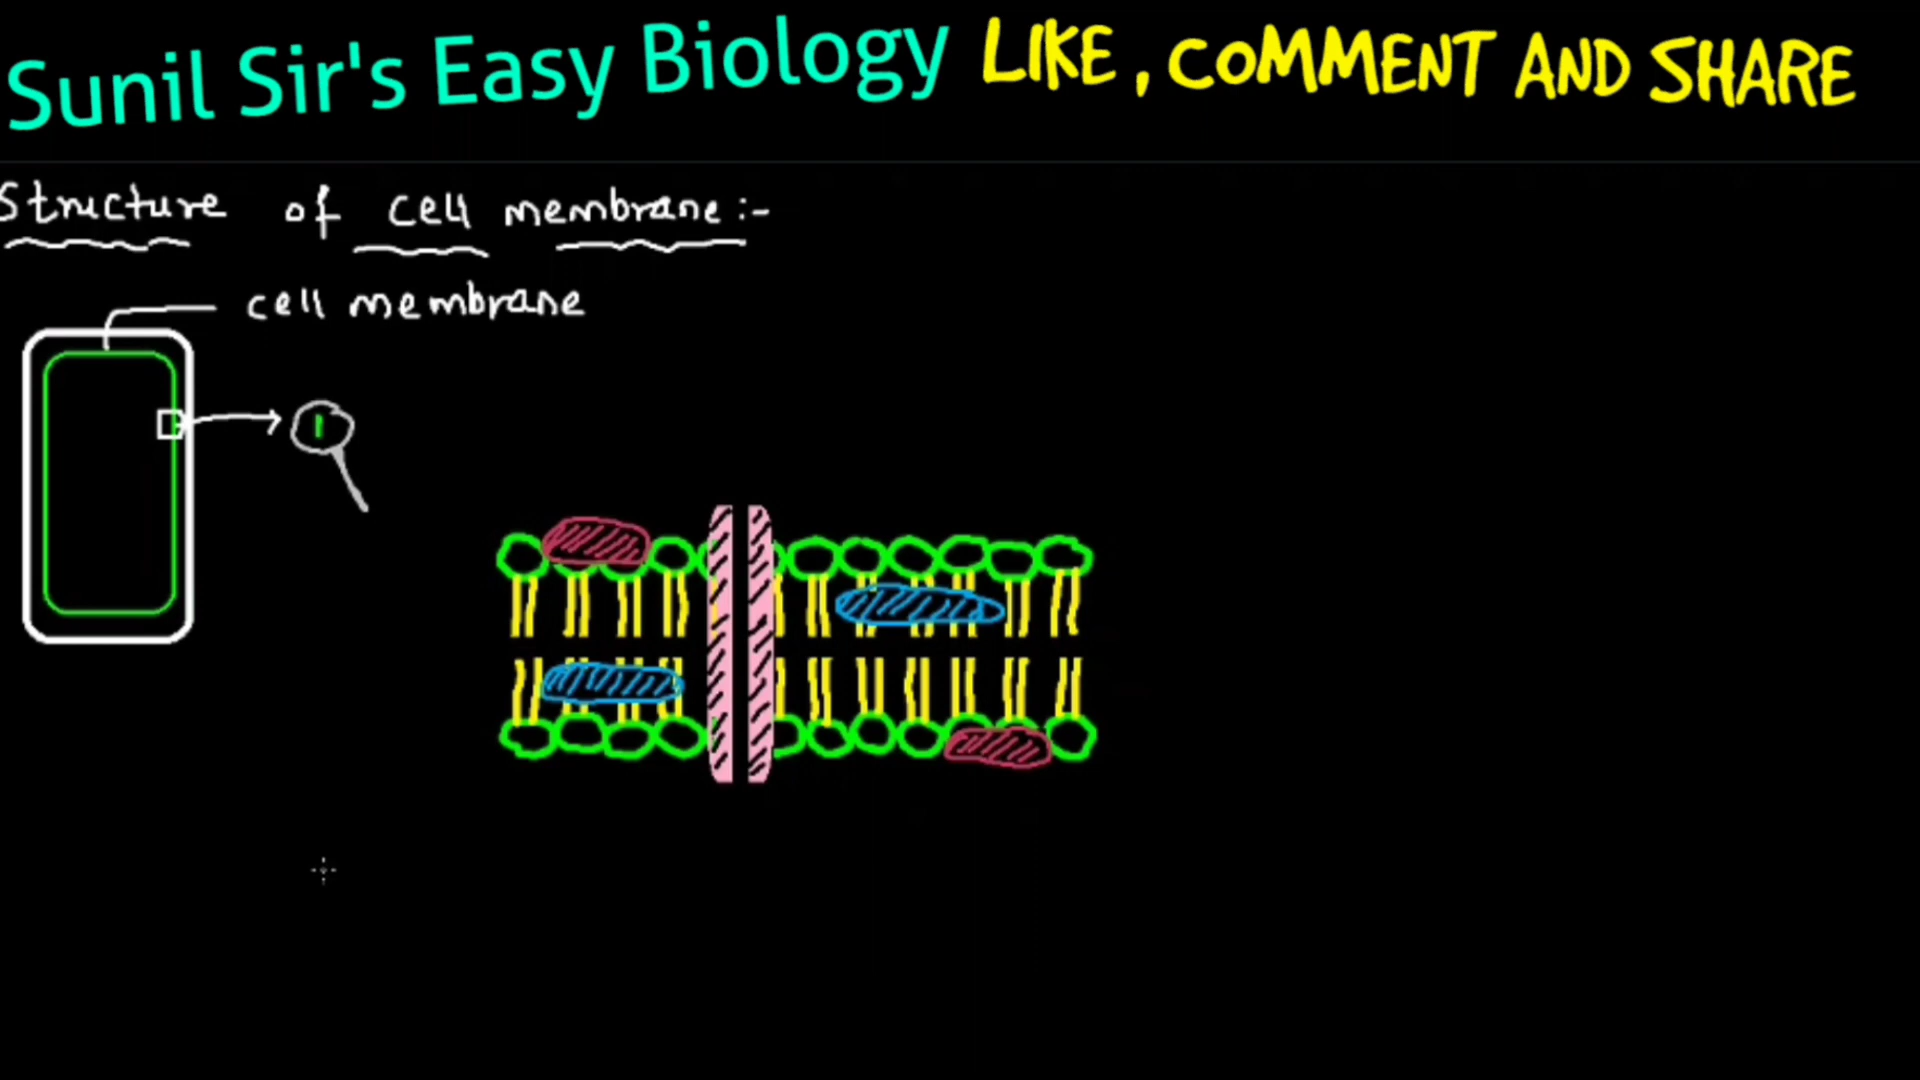 Sunil Sir's Easy Biology LIKE, COMMENT AND SHARE
Structure of cell membrane :-
cell membrane